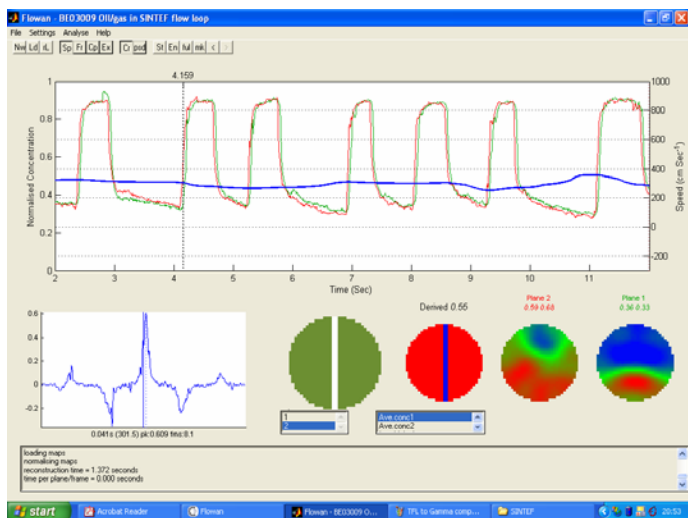 Flowan - BE03009 Oil/gas in SINTEF flow loop
File Settings Analyse Help
Nw Ld rL Sp Fr Cp Ex Cr psd St En ful mk < >
4.159
1
0.8
0.6
0.4
0.2
0
Normalised Concentration
1000
800
600
400
200
0
-200
Speed (cm Sec⁻¹)
2 3 4 5 6 7 8 9 10 11
Time (Sec)
0.6
0.4
0.2
0
-0.2
0.041s (301.5) pk:0.609 tms:8.1
Derived 0.55
Plane 2
0.59 0.68
Plane 1
0.36 0.33
1
2
Ave.conc1
Ave.conc2
loading maps
normalising maps
reconstruction time = 1.372 seconds
time per plane/frame = 0.000 seconds
start
Acrobat Reader
Flowan
Flowan - BE03009 O...
TFL to Gamma comp...
SINTEF
20:53